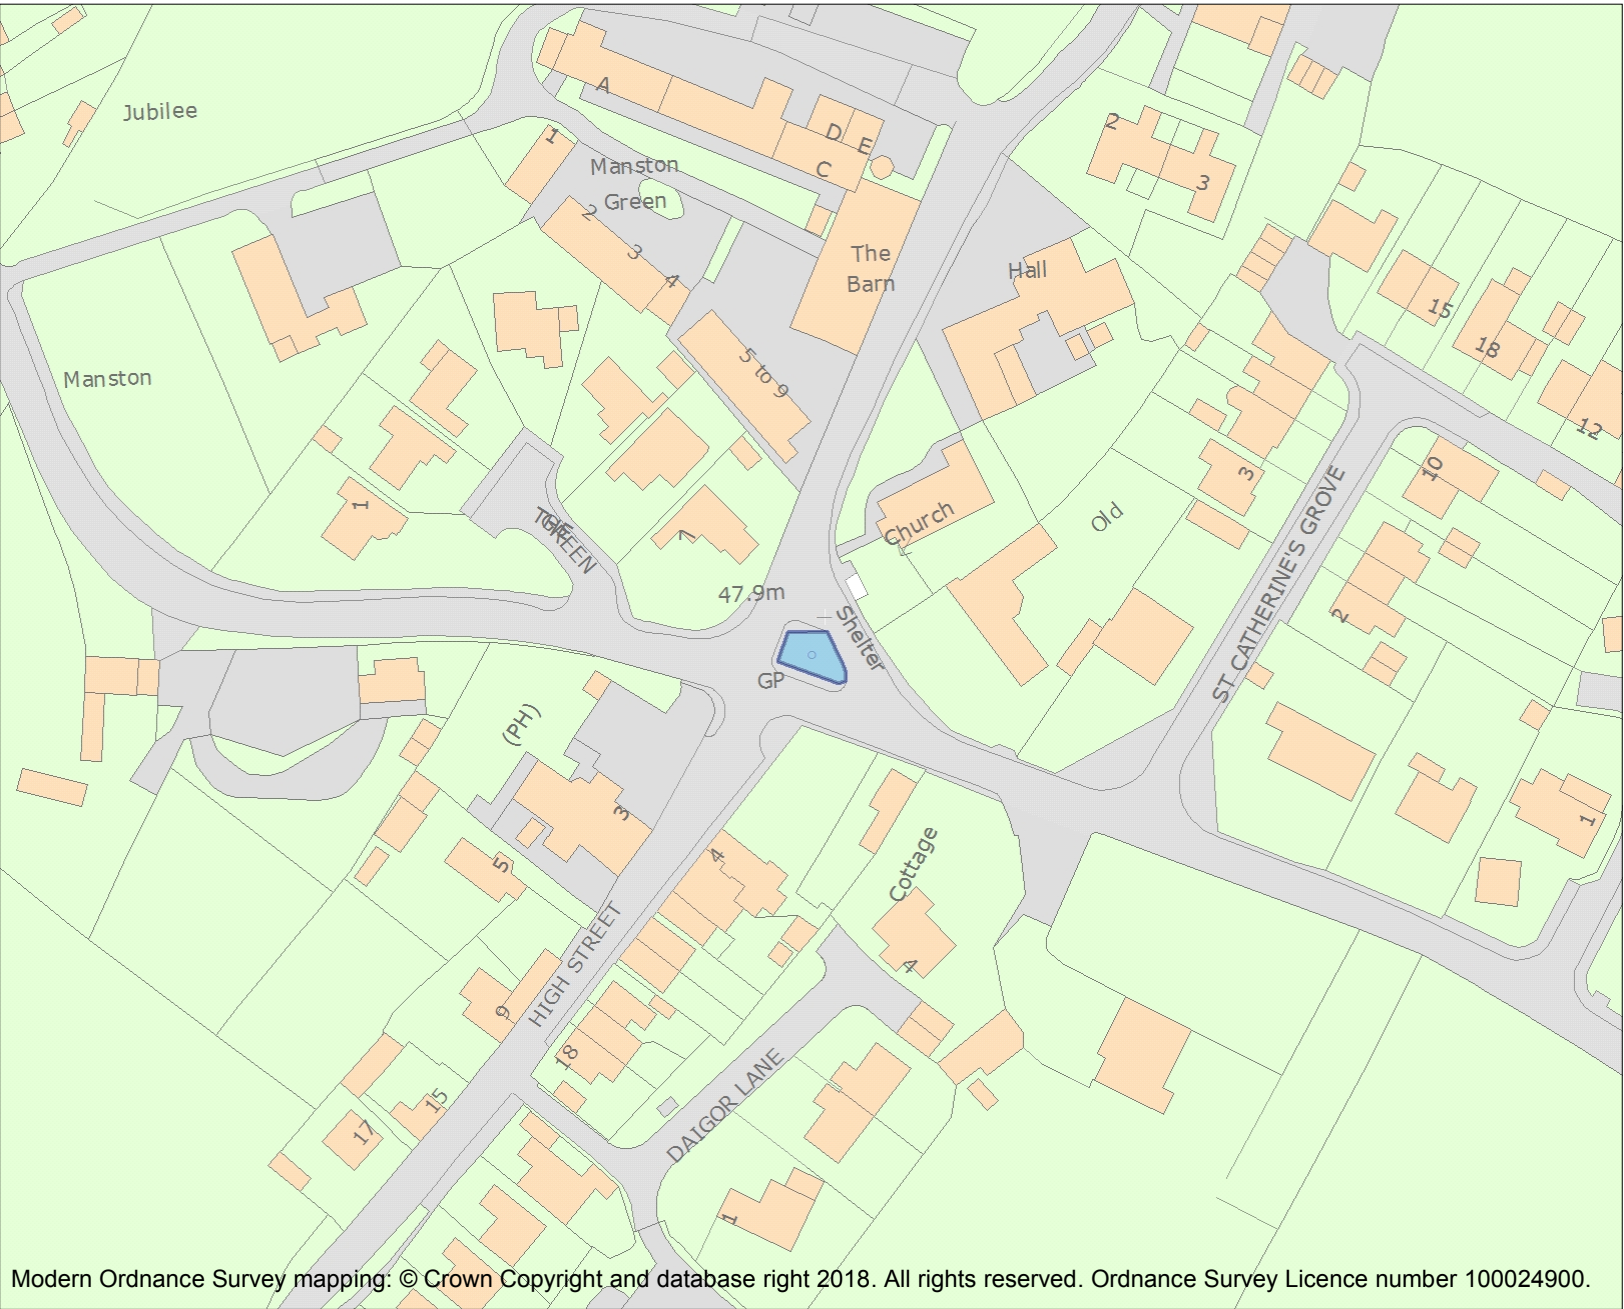 Jubilee
A
1
Manston
Green
D
E
C
2
3
2
3
4
The
Barn
Hall
15
18
12
Manston
5 to 9
10
3
1
THE
GREEN
7
Church
Old
ST CATHERINE'S GROVE
2
47.9m
Shelter
GP
(PH)
3
5
4
Cottage
4
1
HIGH STREET
9
18
15
17
DAIGOR LANE
1
Modern Ordnance Survey mapping: © Crown Copyright and database right 2018. All rights reserved. Ordnance Survey Licence number 100024900.